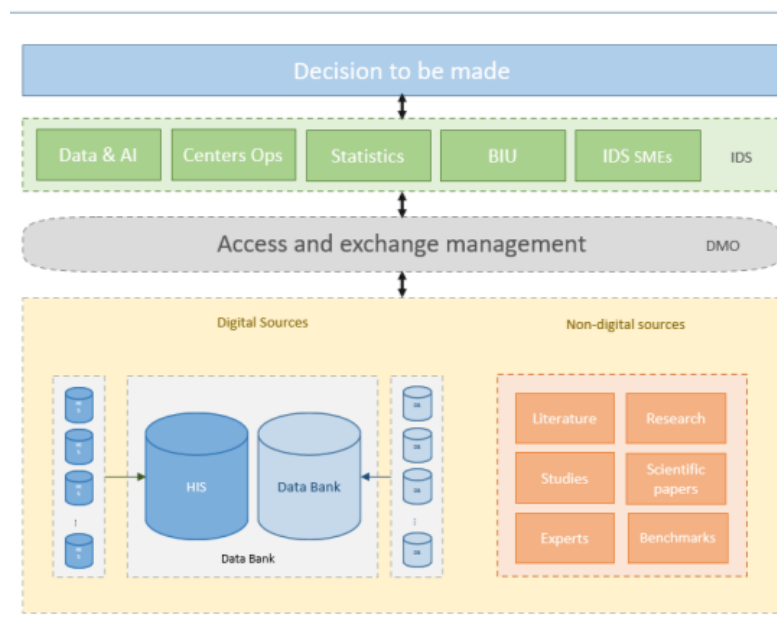 Decision to be made
Data & AI
Centers Ops
Statistics
BIU
IDS SMEs
IDS
Access and exchange management
DMO
Digital Sources
Non-digital sources
HIS
Data Bank
Data Bank
Literature
Research
Studies
Scientific
papers
Experts
Benchmarks